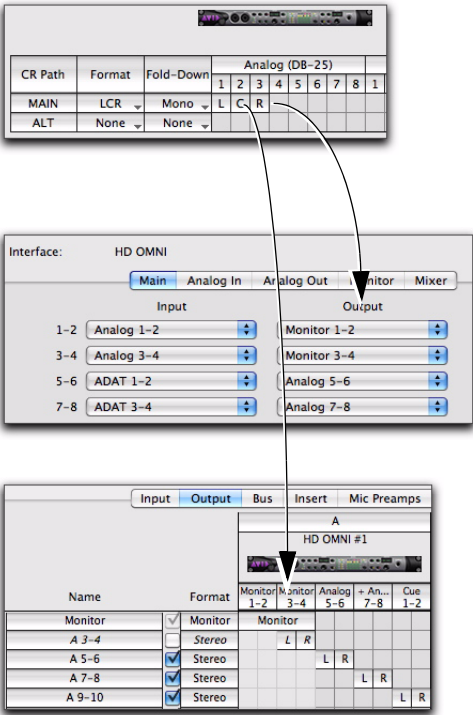 AVID
Analog (DB-25)
CR Path Format Fold-Down 1 2 3 4 5 6 7 8 1
MAIN LCR Mono L C R
ALT None None
Interface: HD OMNI
Main Analog In Analog Out Mixer
Input Output
1-2 Analog 1-2 Monitor 1-2
3-4 Analog 3-4 Monitor 3-4
5-6 ADAT 1-2 Analog 5-6
7-8 ADAT 3-4 Analog 7-8
Input Output Bus Insert Mic Preamps
A
HD OMNI #1
AVID
Name Format Monitor 1-2 Monitor 3-4 Analog 5-6 + An... 7-8 Cue 1-2
Monitor Monitor Monitor
A 3-4 Stereo L R
A 5-6 Stereo L R
A 7-8 Stereo L R
A 9-10 Stereo L R